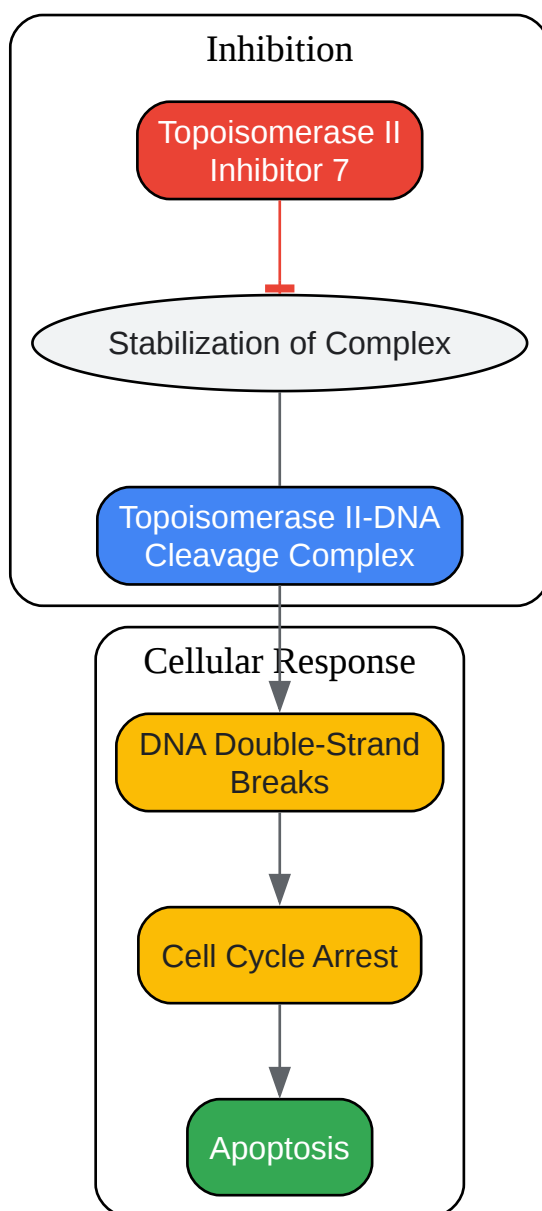 Inhibition
Topoisomerase II
Inhibitor 7
Stabilization of Complex
Topoisomerase II-DNA
Cleavage Complex
Cellular Response
DNA Double-Strand
Breaks
Cell Cycle Arrest
Apoptosis